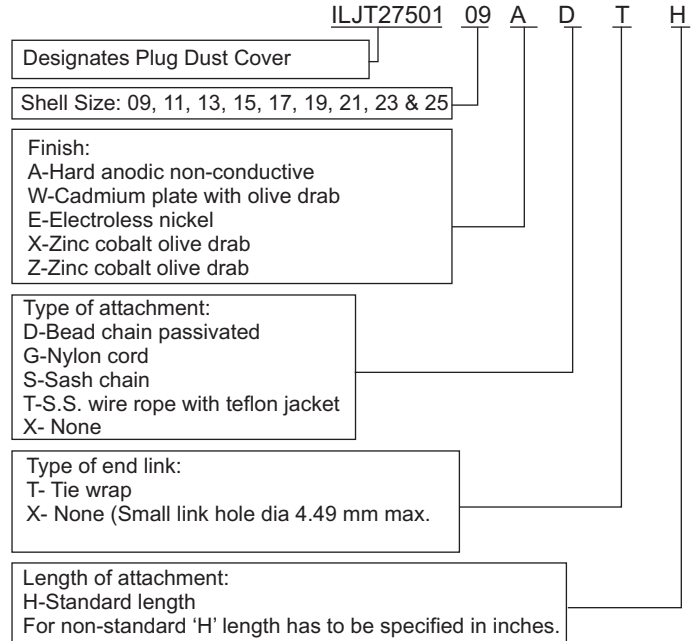 ILJT27501 09 A D T H
Designates Plug Dust Cover
Shell Size: 09, 11, 13, 15, 17, 19, 21, 23 & 25
Finish:
A-Hard anodic non-conductive
W-Cadmium plate with olive drab
E-Electroless nickel
X-Zinc cobalt olive drab
Z-Zinc cobalt olive drab
Type of attachment:
D-Bead chain passivated
G-Nylon cord
S-Sash chain
T-S.S. wire rope with teflon jacket
X- None
Type of end link:
T- Tie wrap
X- None (Small link hole dia 4.49 mm max.
Length of attachment:
H-Standard length
For non-standard ‘H’ length has to be specified in inches.